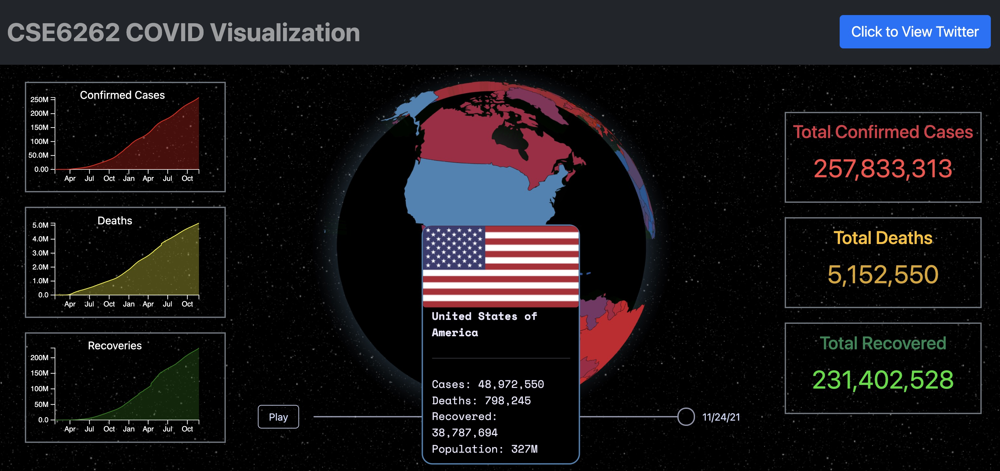 CSE6262 COVID Visualization
Click to View Twitter
Confirmed Cases
250M
200M
150M
100M
50.0M
0.00
Apr Jul Oct Jan Apr Jul Oct
Deaths
5.0M
4.0M
3.0M
2.0M
1.0M
0.0
Apr Jul Oct Jan Apr Jul Oct
Recoveries
200M
150M
100M
50M
0.0
Apr Jul Oct Jan Apr Jul Oct
United States of
America
Cases: 48,972,550
Deaths: 798,245
Recovered:
38,787,694
Population: 327M
Play
11/24/21
Total Confirmed Cases
257,833,313
Total Deaths
5,152,550
Total Recovered
231,402,528